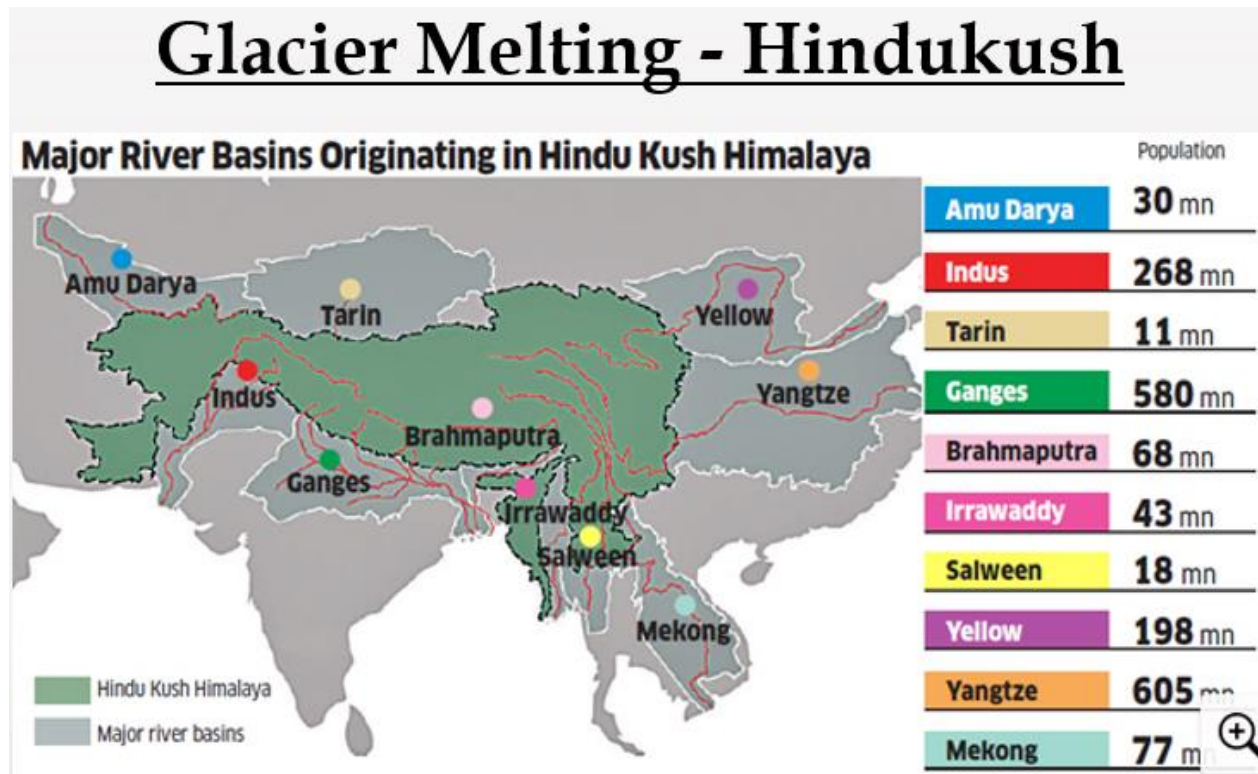 Glacier Melting - Hindukush
Major River Basins Originating in Hindu Kush Himalaya
Population
Amu Darya 30 mn
Indus 268 mn
Tarin 11 mn
Ganges 580 mn
Brahmaputra 68 mn
Irrawaddy 43 mn
Salween 18 mn
Yellow 198 mn
Yangtze 605 mn
Mekong 77 mn
Amu Darya
Tarin
Yellow
Indus
Yangtze
Brahmaputra
Ganges
Irrawaddy
Salween
Mekong
Hindu Kush Himalaya
Major river basins